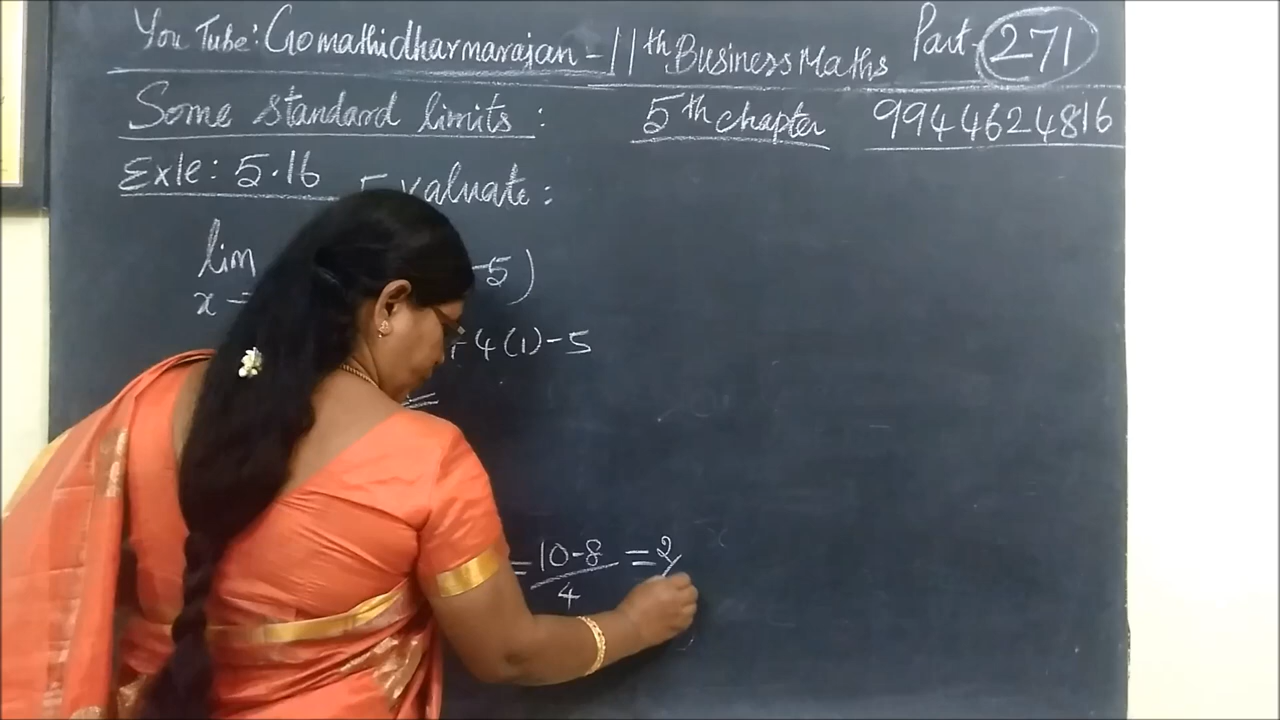 You Tube: Gomathidharmarajan - 11th Business Maths Part - 271
Some standard limits : 5th chapter 9944624816
Exle: 5.16 Evaluate :
lim -5)
x→
+ 4(1) - 5
= 10-8 / 4 = 2/